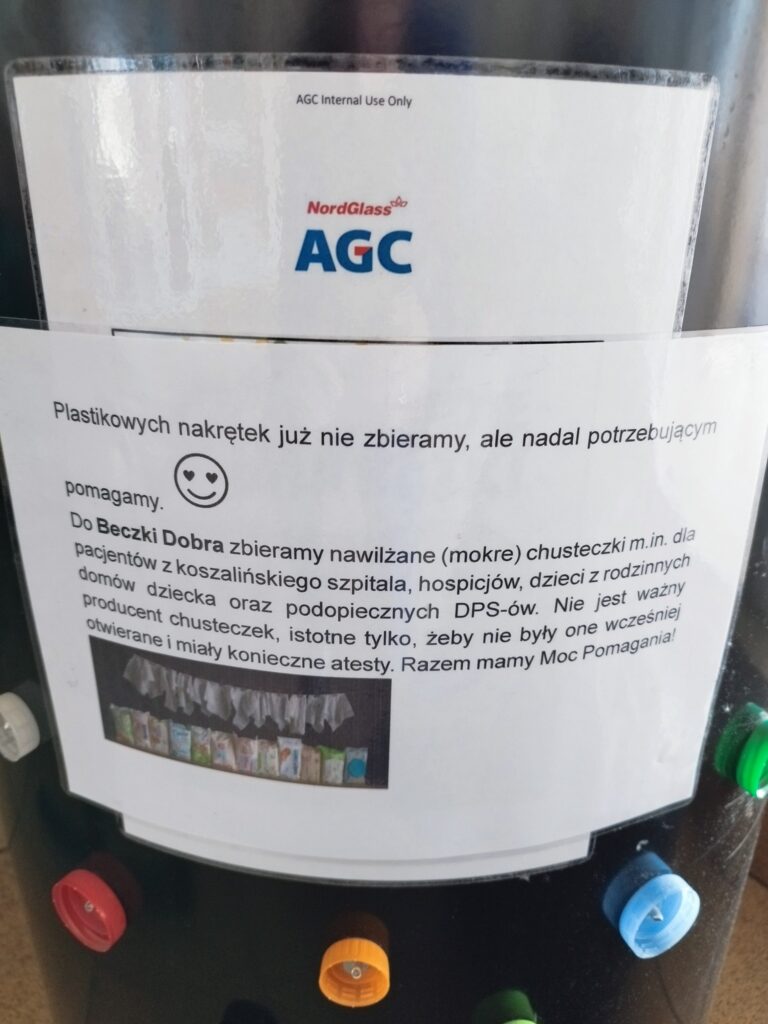 AGC Internal Use Only
NordGlass
AGC
Plastikowych nakrętek już nie zbieramy, ale nadal potrzebującym
pomagamy.
Do Beczki Dobra zbieramy nawilżane (mokre) chusteczki m.in. dla
pacjentów z koszalińskiego szpitala, hospicjów, dzieci z rodzinnych
domów dziecka oraz podopiecznych DPS-ów. Nie jest ważny
producent chusteczek, istotne tylko, żeby nie były one wcześniej
otwierane i miały konieczne atesty. Razem mamy Moc Pomagania!